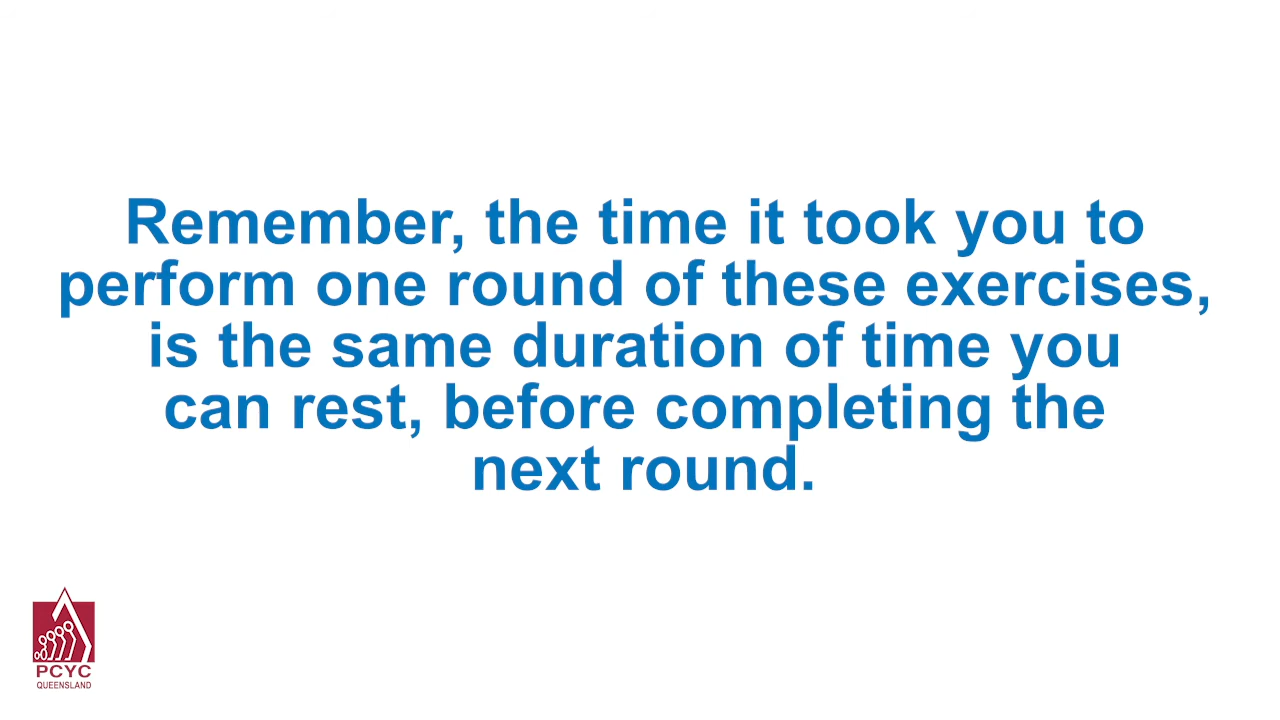 Remember, the time it took you to
perform one round of these exercises,
is the same duration of time you
can rest, before completing the
next round.
PCYC
QUEENSLAND